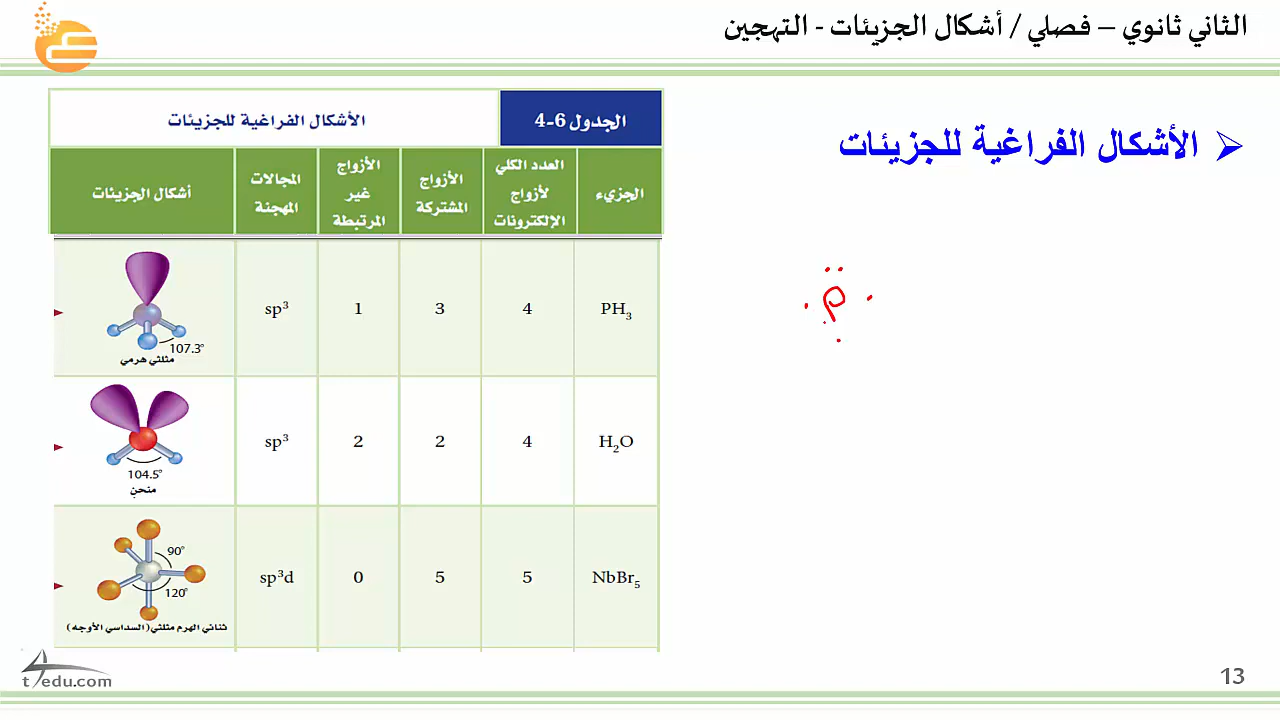 الثاني ثانوي – فصلي / أشكال الجزيئات - التهجين
الأشكال الفراغية للجزيئات
الجدول 6-4 الأشكال الفراغية للجزيئات
الجزيء العدد الكلي لأزواج الإلكترونات الأزواج المشتركة الأزواج غير المرتبطة المجالات المهجنة أشكال الجزيئات
PH₃ 4 3 1 sp³
107.3°
مثلثي هرمي
H₂O 4 2 2 sp³
104.5°
منحنٍ
NbBr₅ 5 5 0 sp³d
90°
120°
ثنائي الهرم مثلثي (السداسي الأوجه)
P
t4edu.com
13